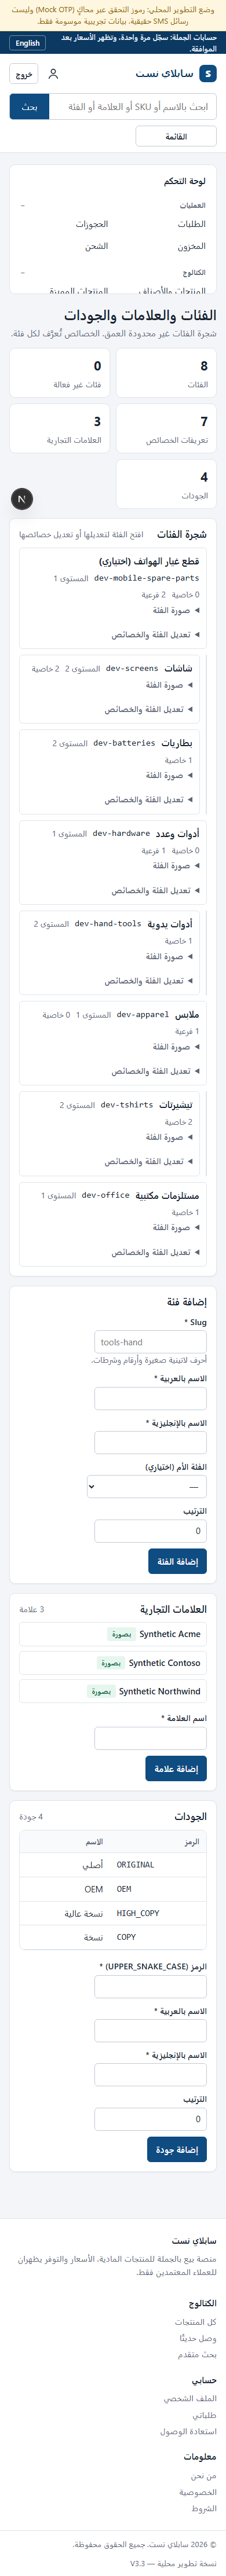 وضع التطوير المحلي: رموز التحقق عبر محاكٍ (Mock OTP) وليست
رسائل SMS حقيقية. بيانات تجريبية موسومة فقط.
حسابات الجملة: سجّل مرة واحدة، وتظهر الأسعار بعد
الموافقة.
English
S
سابلاي نست
خروج
ابحث بالاسم أو SKU أو العلامة أو الفئة
بحث
القائمة
لوحة التحكم
العمليات
الطلبات
الحجوزات
المخزون
الشحن
الكتالوج
المنتجات والأصناف
المنتجات المميزة
الفئات والعلامات والجودات
شجرة الفئات غير محدودة العمق. الخصائص تُعرَّف لكل فئة.
8
الفئات
0
فئات غير فعالة
7
تعريفات الخصائص
3
العلامات التجارية
4
الجودات
N
شجرة الفئات
افتح الفئة لتعديلها أو تعديل خصائصها
قطع غيار الهواتف (اختباري)
dev-mobile-spare-parts المستوى 1
0 خاصية 2 فرعية
صورة الفئة
تعديل الفئة والخصائص
شاشات dev-screens المستوى 2 2 خاصية
صورة الفئة
تعديل الفئة والخصائص
بطاريات dev-batteries المستوى 2
1 خاصية
صورة الفئة
تعديل الفئة والخصائص
أدوات وعدد dev-hardware المستوى 1
0 خاصية 1 فرعية
صورة الفئة
تعديل الفئة والخصائص
أدوات يدوية dev-hand-tools المستوى 2
1 خاصية
صورة الفئة
تعديل الفئة والخصائص
ملابس dev-apparel المستوى 1 0 خاصية
1 فرعية
صورة الفئة
تعديل الفئة والخصائص
تيشيرتات dev-tshirts المستوى 2
2 خاصية
صورة الفئة
تعديل الفئة والخصائص
مستلزمات مكتبية dev-office المستوى 1
1 خاصية
صورة الفئة
تعديل الفئة والخصائص
إضافة فئة
Slug *
tools-hand
أحرف لاتينية صغيرة وأرقام وشرطات.
الاسم بالعربية *
الاسم بالإنجليزية *
الفئة الأم (اختياري)
—
الترتيب
0
إضافة الفئة
العلامات التجارية
3 علامة
Synthetic Acme بصورة
Synthetic Contoso بصورة
Synthetic Northwind بصورة
اسم العلامة *
إضافة علامة
الجودات
4 جودة
الرمز الاسم
ORIGINAL أصلي
OEM OEM
HIGH_COPY نسخة عالية
COPY نسخة
الرمز (UPPER_SNAKE_CASE) *
الاسم بالعربية *
الاسم بالإنجليزية *
الترتيب
0
إضافة جودة
سابلاي نست
منصة بيع بالجملة للمنتجات المادية. الأسعار والتوفر يظهران
للعملاء المعتمدين فقط.
الكتالوج
كل المنتجات
وصل حديثًا
بحث متقدم
حسابي
الملف الشخصي
طلباتي
استعادة الوصول
معلومات
من نحن
الخصوصية
الشروط
© 2026 سابلاي نست. جميع الحقوق محفوظة.
نسخة تطوير محلية — V3.3